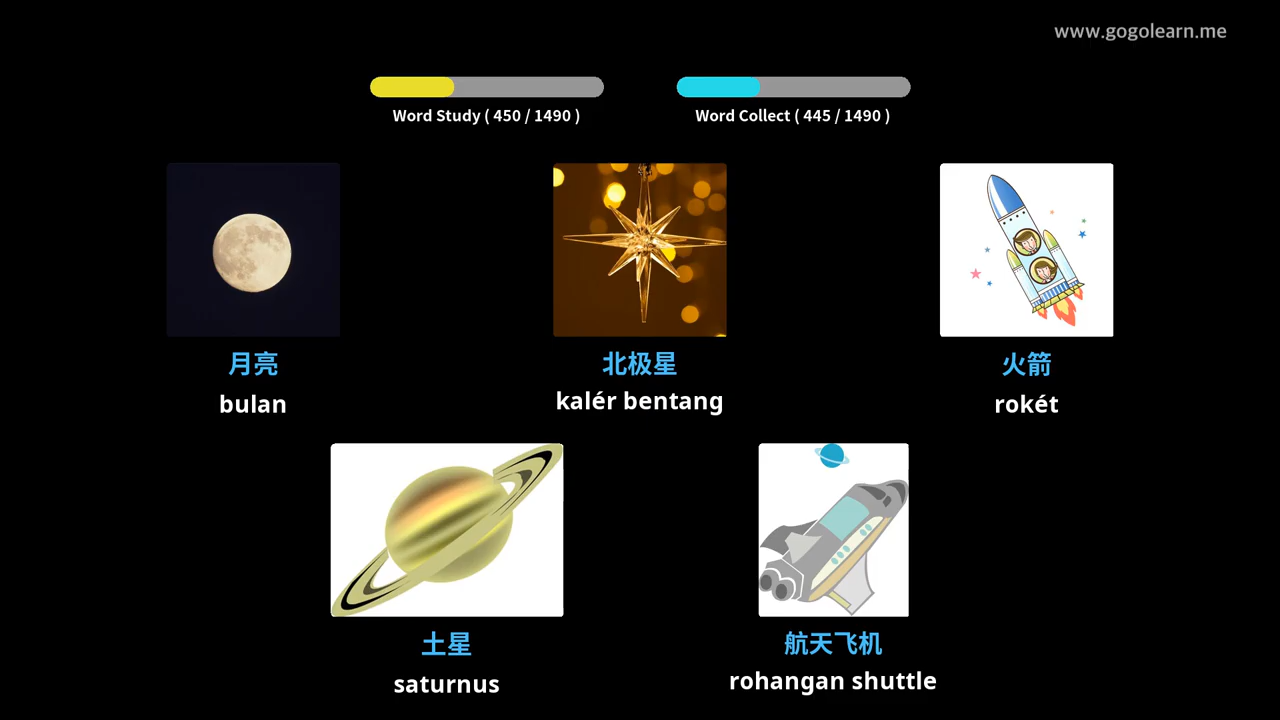 www.gogolearn.me
Word Study ( 450 / 1490 )
Word Collect ( 445 / 1490 )
月亮
北极星
火箭
bulan
kalér bentang
rokét
土星
航天飞机
saturnus
rohangan shuttle